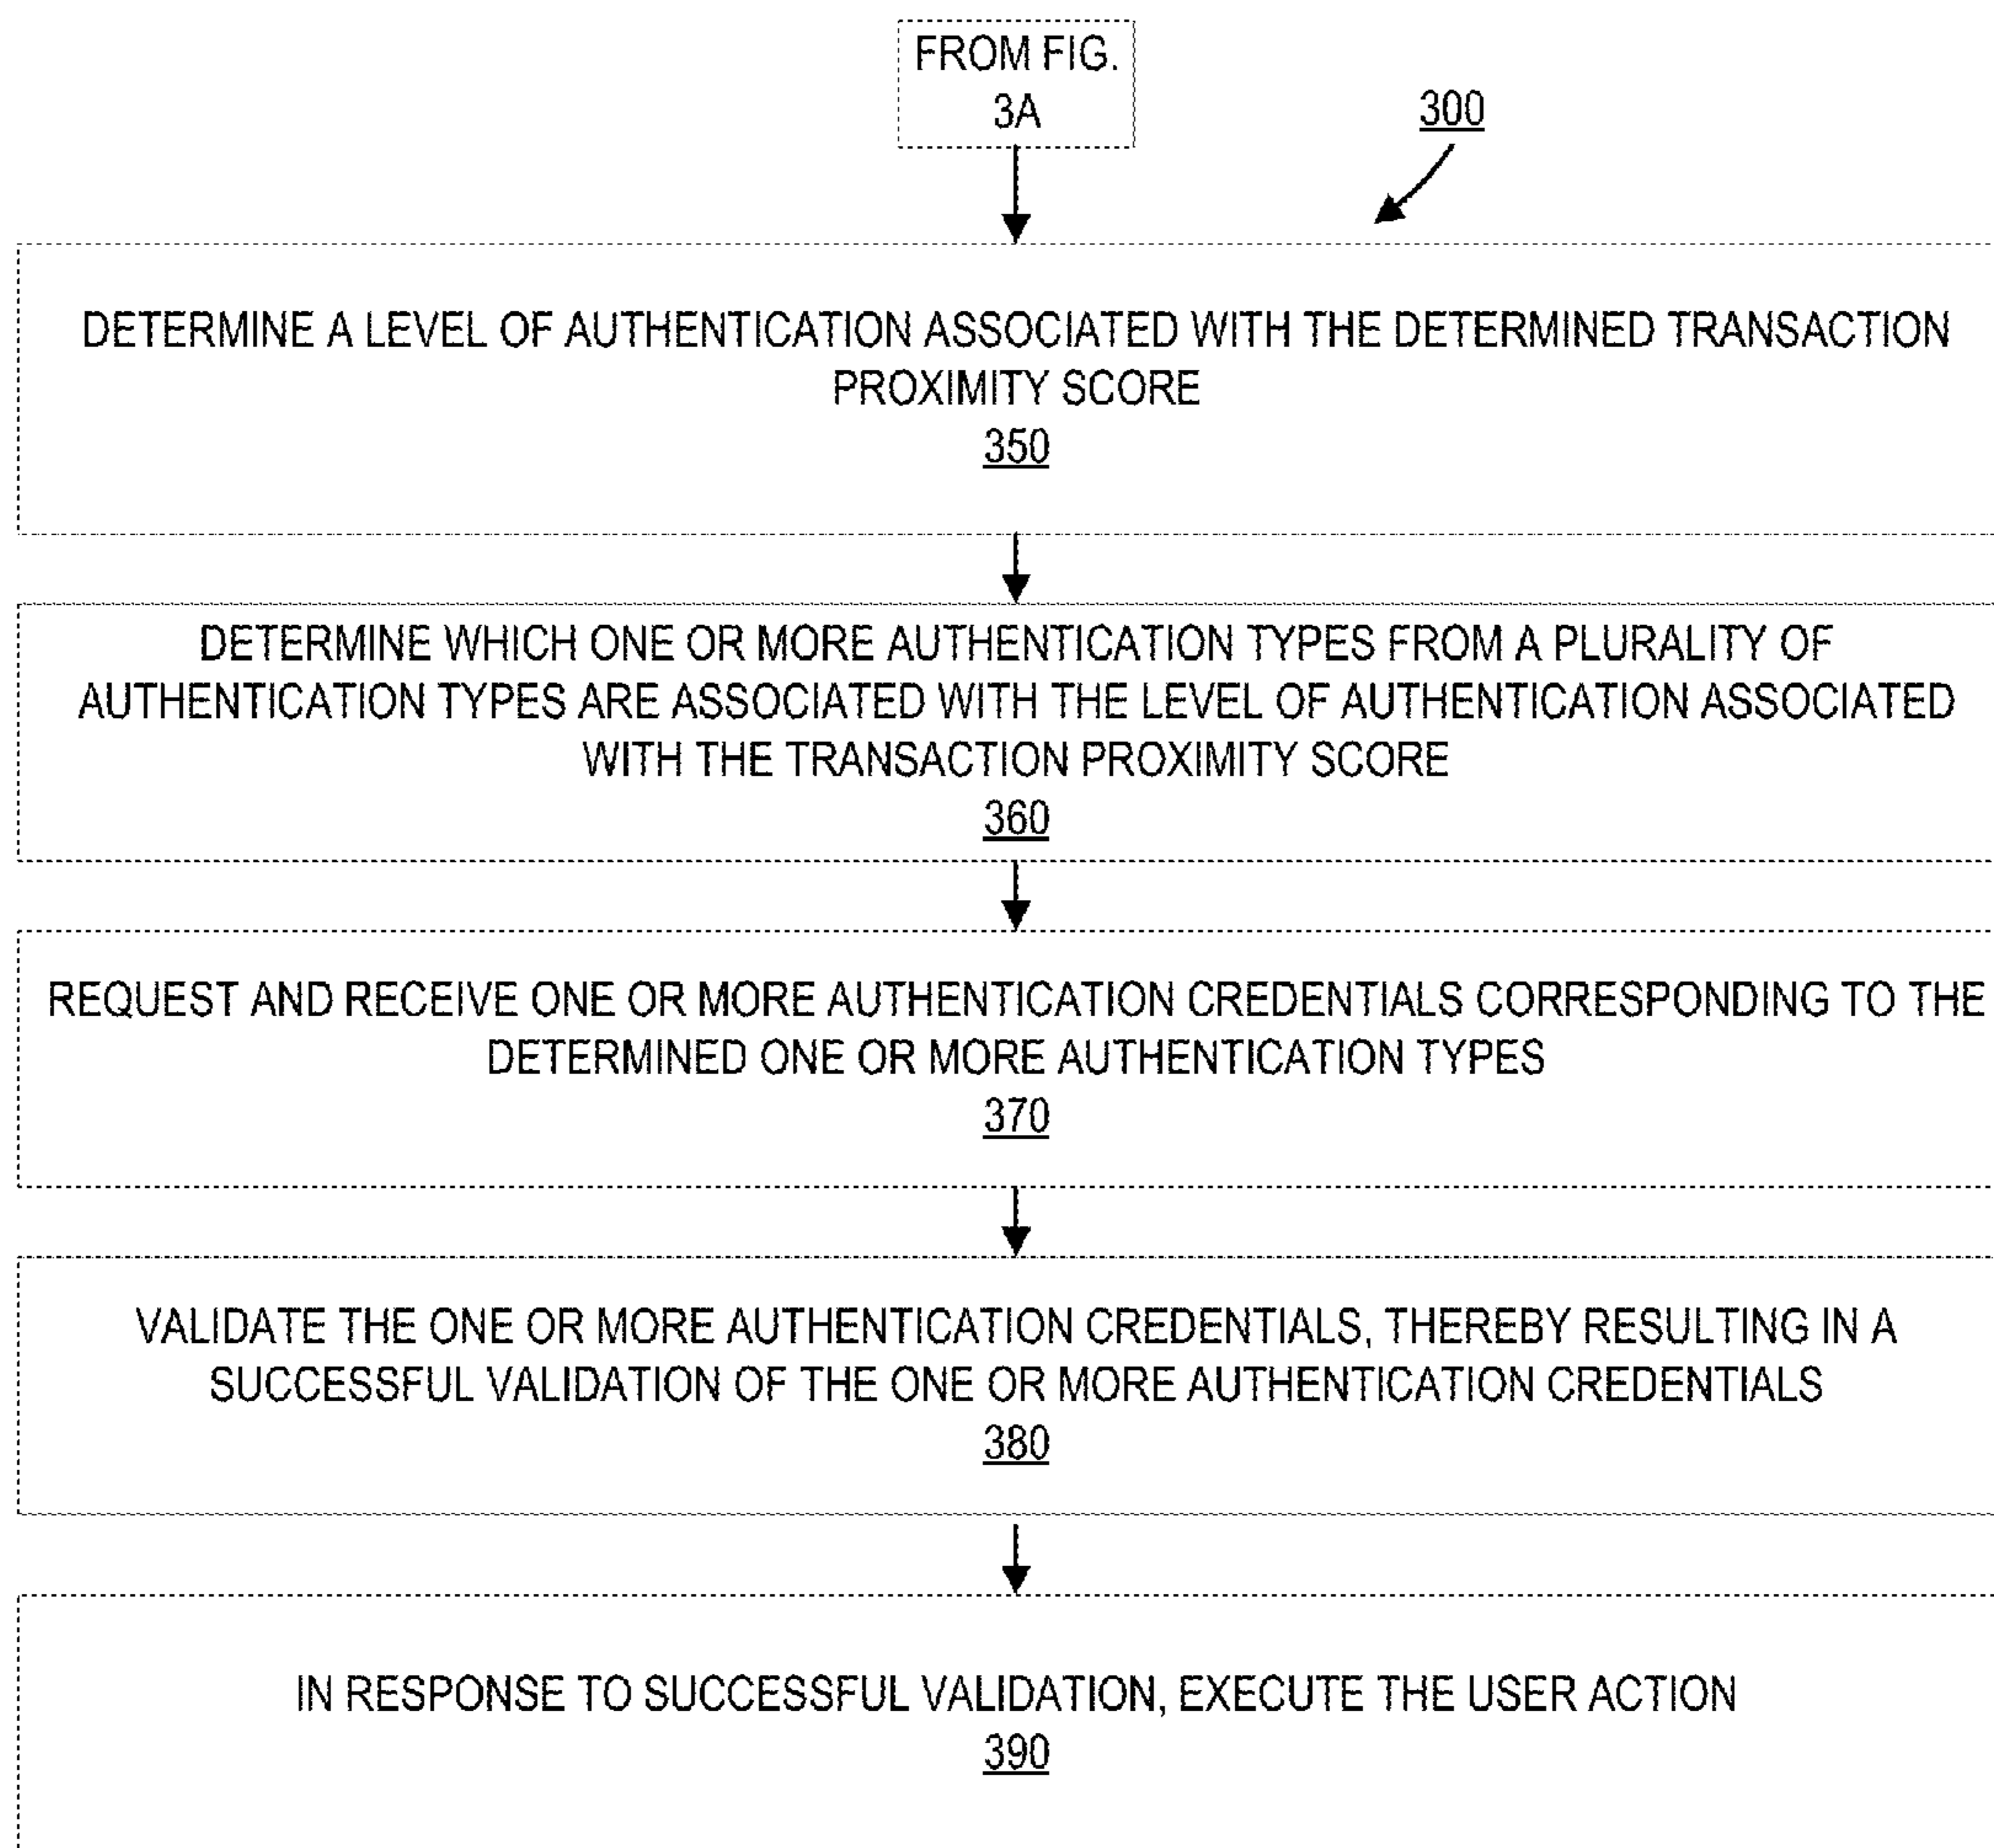 FROM FIG.
3A
300
DETERMINE A LEVEL OF AUTHENTICATION ASSOCIATED WITH THE DETERMINED TRANSACTION
PROXIMITY SCORE
350
DETERMINE WHICH ONE OR MORE AUTHENTICATION TYPES FROM A PLURALITY OF
AUTHENTICATION TYPES ARE ASSOCIATED WITH THE LEVEL OF AUTHENTICATION ASSOCIATED
WITH THE TRANSACTION PROXIMITY SCORE
360
REQUEST AND RECEIVE ONE OR MORE AUTHENTICATION CREDENTIALS CORRESPONDING TO THE
DETERMINED ONE OR MORE AUTHENTICATION TYPES
370
VALIDATE THE ONE OR MORE AUTHENTICATION CREDENTIALS, THEREBY RESULTING IN A
SUCCESSFUL VALIDATION OF THE ONE OR MORE AUTHENTICATION CREDENTIALS
380
IN RESPONSE TO SUCCESSFUL VALIDATION, EXECUTE THE USER ACTION
390